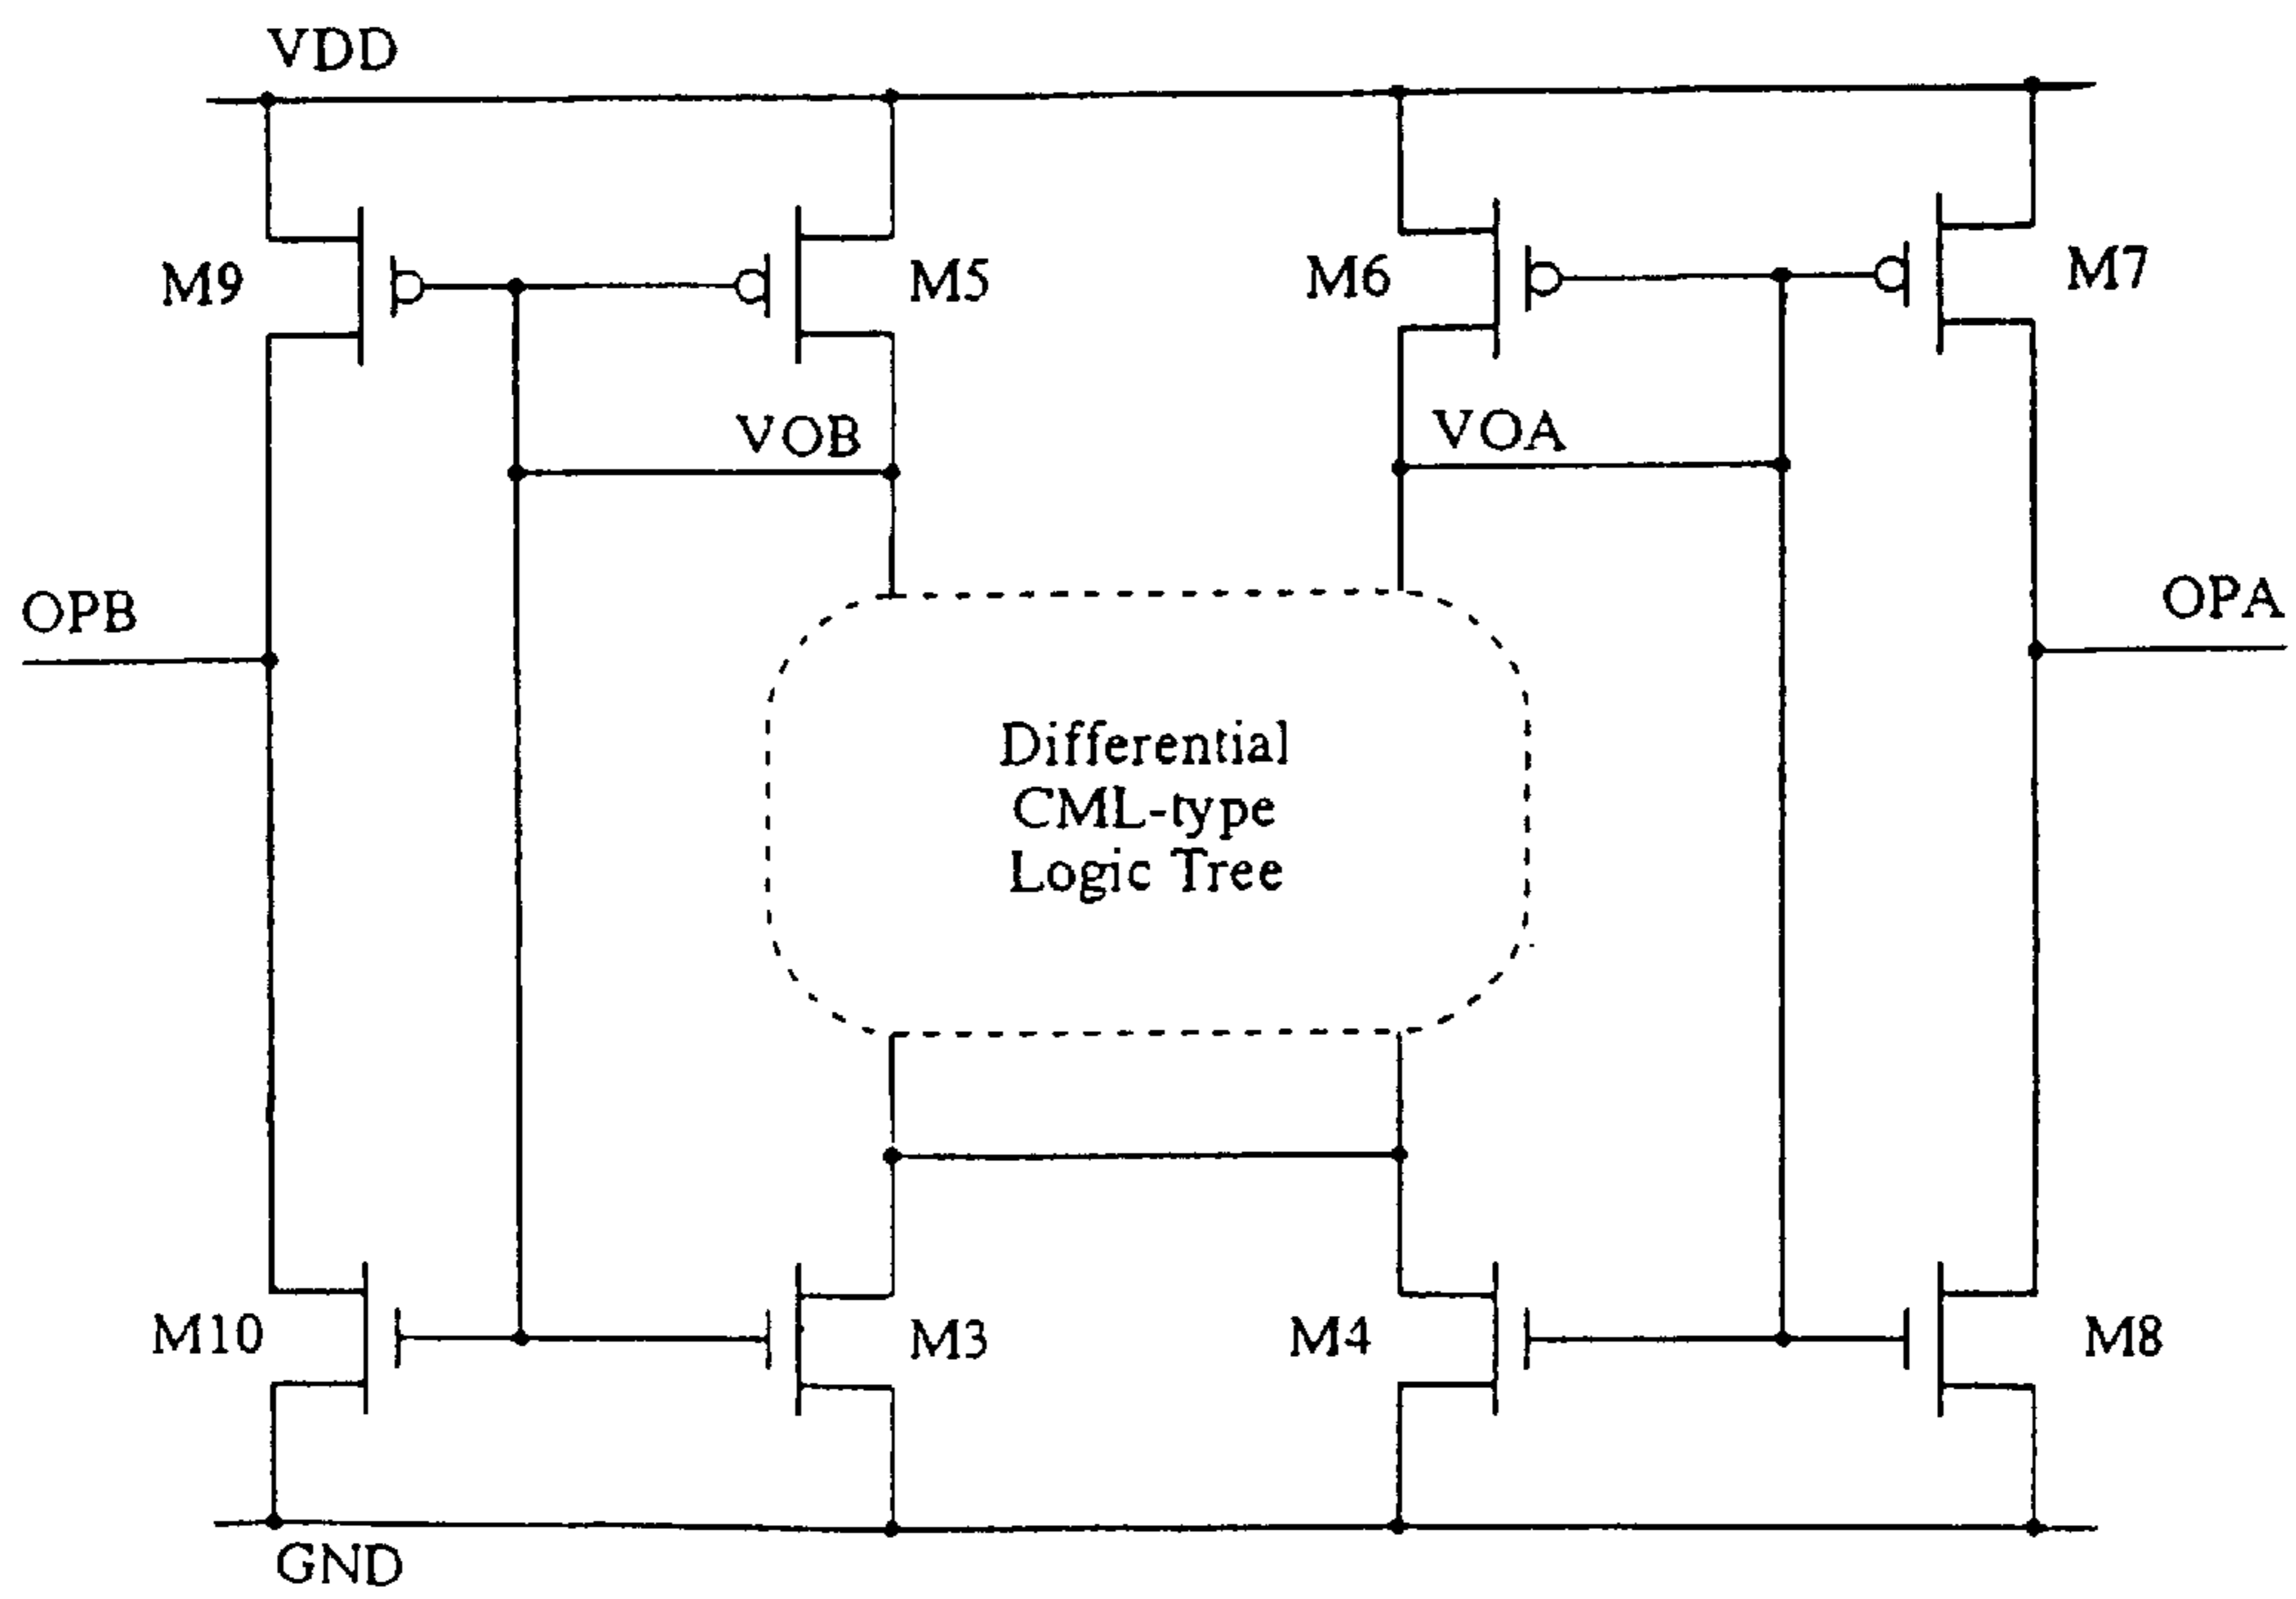 VDD
M9
M5
M6
M7
VOB
VOA
OPB
OPA
Differential
CML-type
Logic Tree
M10
M3
M4
M8
GND